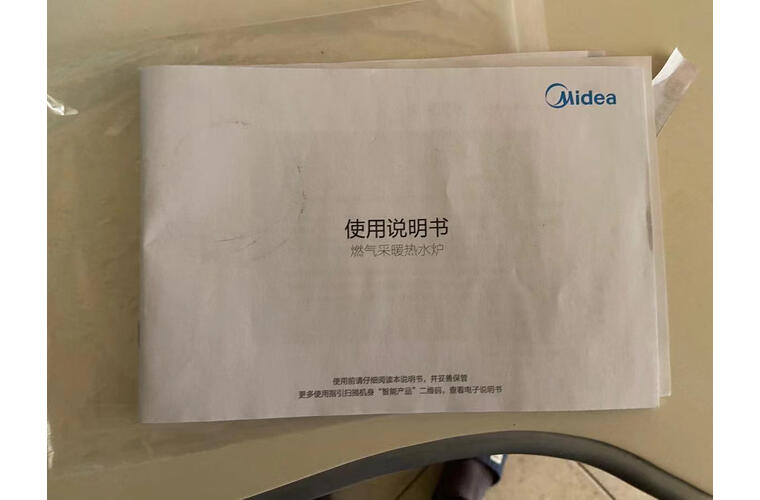 Midea
使用说明书
燃气采暖热水炉
使用前请仔细阅读本说明书，并妥善保管
更多使用指引扫描机身“智能产品”二维码，查看电子说明书